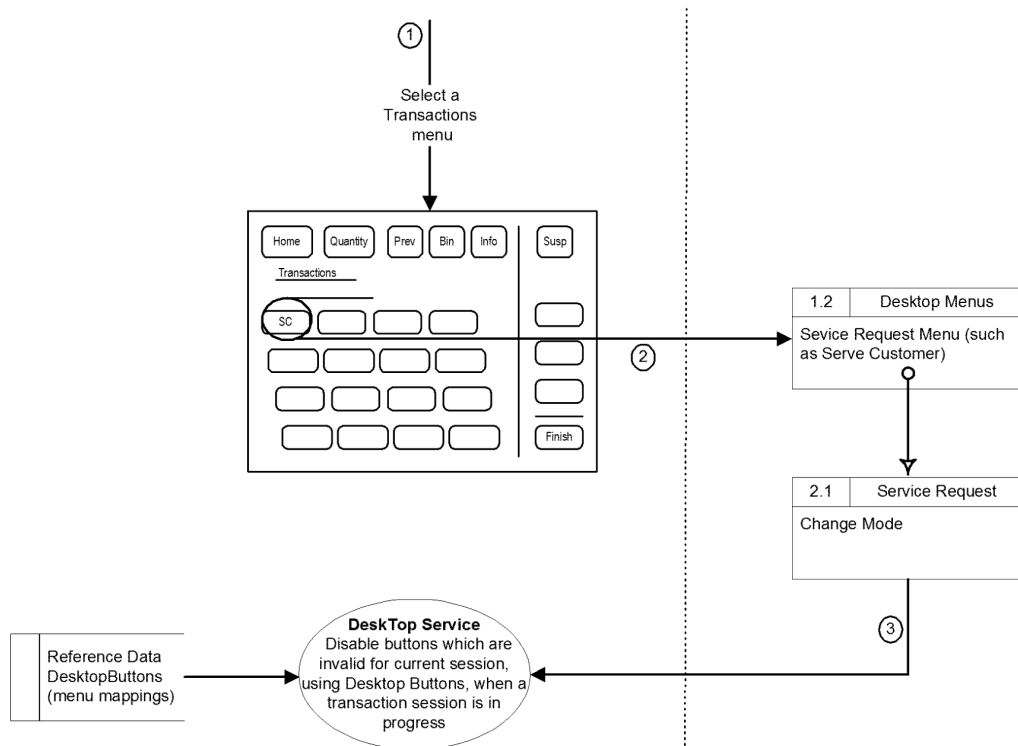 1
Select a
Transactions
menu
Home Quantity Prev Bin Info Susp
Transactions
SC
Finish
2
1.2 Desktop Menus
Sevice Request Menu (such
as Serve Customer)
2.1 Service Request
Change Mode
3
DeskTop Service
Disable buttons which are
invalid for current session,
using Desktop Buttons, when a
transaction session is in
progress
Reference Data
DesktopButtons
(menu mappings)